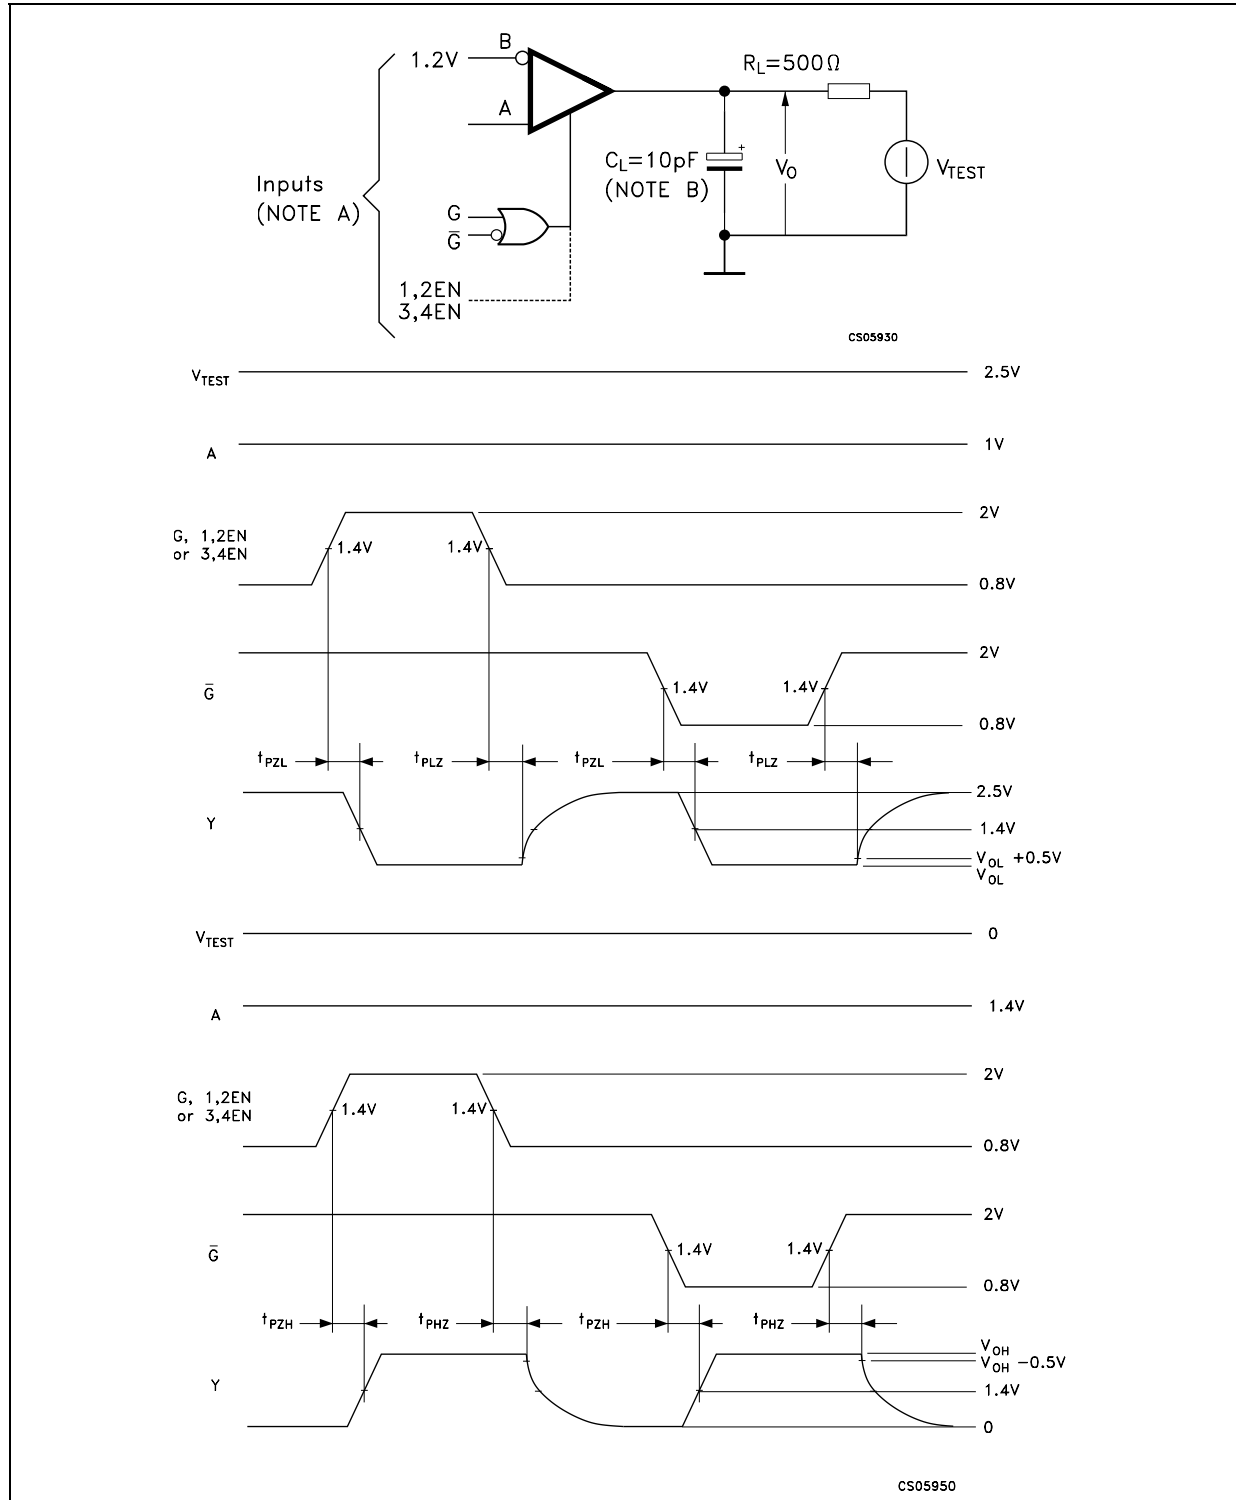 B
1.2V
R_L=500Ω
A
C_L=10pF
(NOTE B)
V_O
V_TEST
Inputs
(NOTE A)
G
G̅
1,2EN
3,4EN
CS05930
V_TEST 2.5V
A 1V
2V
G, 1,2EN
or 3,4EN
1.4V 1.4V
0.8V
2V
G̅ 1.4V 1.4V
0.8V
t_PZL t_PLZ t_PZL t_PLZ
2.5V
Y 1.4V
V_OL +0.5V
V_OL
V_TEST 0
A 1.4V
2V
G, 1,2EN
or 3,4EN
1.4V 1.4V
0.8V
2V
G̅ 1.4V 1.4V
0.8V
t_PZH t_PHZ t_PZH t_PHZ
V_OH
V_OH −0.5V
Y 1.4V
0
CS05950